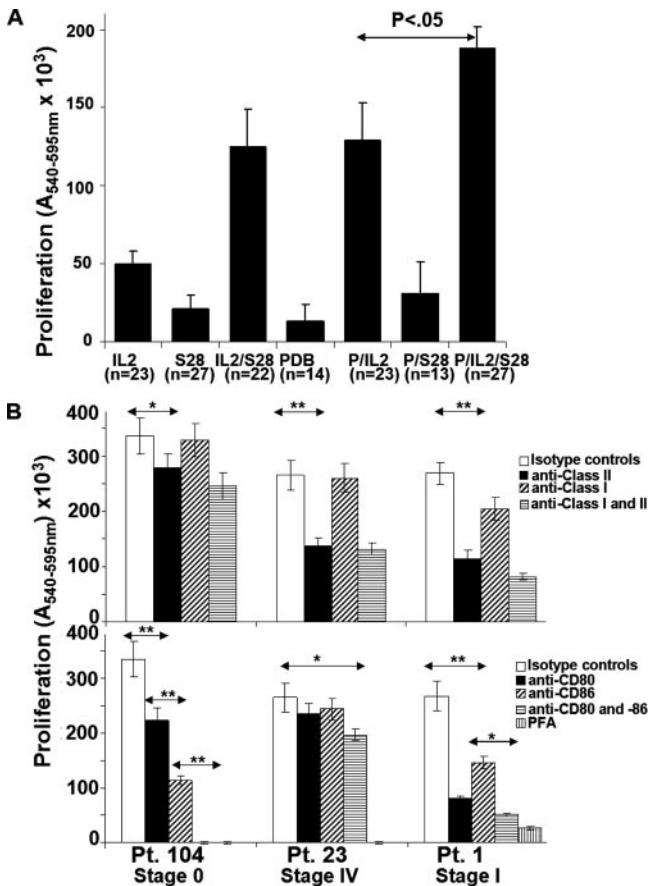 A
P<.05
Proliferation (A540-595nm x 10³)
200
150
100
50
0
IL2 S28 IL2/S28 PDB P/IL2 P/S28 P/IL2/S28
(n=23) (n=27) (n=22) (n=14) (n=23) (n=13) (n=27)
B
Proliferation (A540-595nm) x10³)
400
300
200
100
0
* ** **
Isotype controls
anti-Class II
anti-Class I
anti-Class I and II
400
300
200
100
0
** ** ** * ** *
Isotype controls
anti-CD80
anti-CD86
anti-CD80 and -86
PFA
Pt. 104 Pt. 23 Pt. 1
Stage 0 Stage IV Stage I